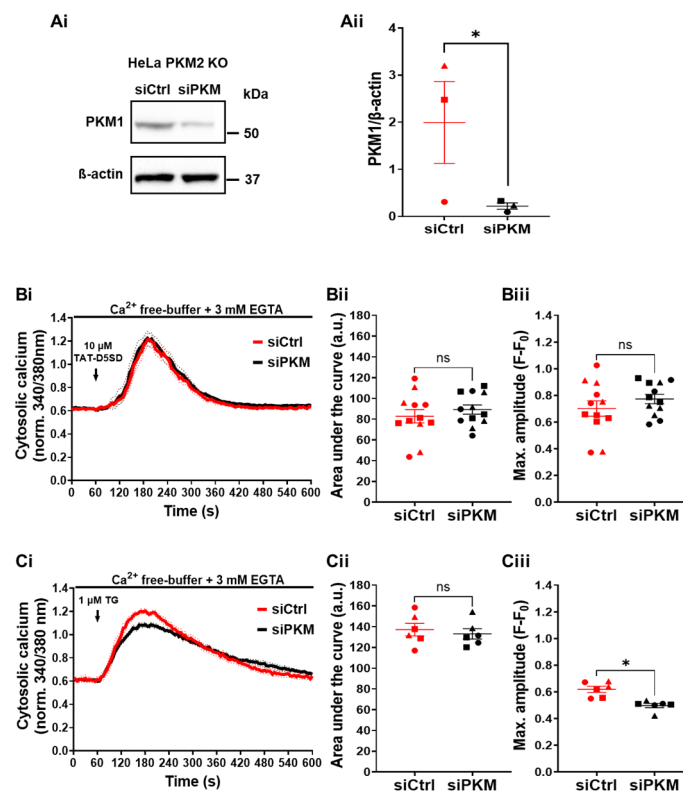 Ai
HeLa PKM2 KO
siCtrl siPKM
kDa
PKM1
50
ß-actin
37
Aii
*
PKM1/β-actin
4
3
2
1
0
siCtrl siPKM
Bi
Ca2+ free-buffer + 3 mM EGTA
Cytosolic calcium
(norm. 340/380nm)
1.4
1.2
1.0
0.8
0.6
0.4
0.2
0.0
10 µM
TAT-D5SD
siCtrl
siPKM
0 60 120 180 240 300 360 420 480 540 600
Time (s)
Bii
Area under the curve (a.u.)
180
160
140
120
100
80
60
40
20
0
ns
siCtrl siPKM
Biii
Max. amplitude (F-F0)
1.4
1.2
1.0
0.8
0.6
0.4
0.2
0.0
ns
siCtrl siPKM
Ci
Ca2+ free-buffer + 3 mM EGTA
Cytosolic calcium
(norm. 340/380 nm)
1.4
1.2
1.0
0.8
0.6
0.4
0.2
0.0
1 µM TG
siCtrl
siPKM
0 60 120 180 240 300 360 420 480 540 600
Time (s)
Cii
Area under the curve (a.u.)
180
160
140
120
100
80
60
40
20
0
ns
siCtrl siPKM
Ciii
Max. amplitude (F-F0)
1.4
1.2
1.0
0.8
0.6
0.4
0.2
0.0
*
siCtrl siPKM